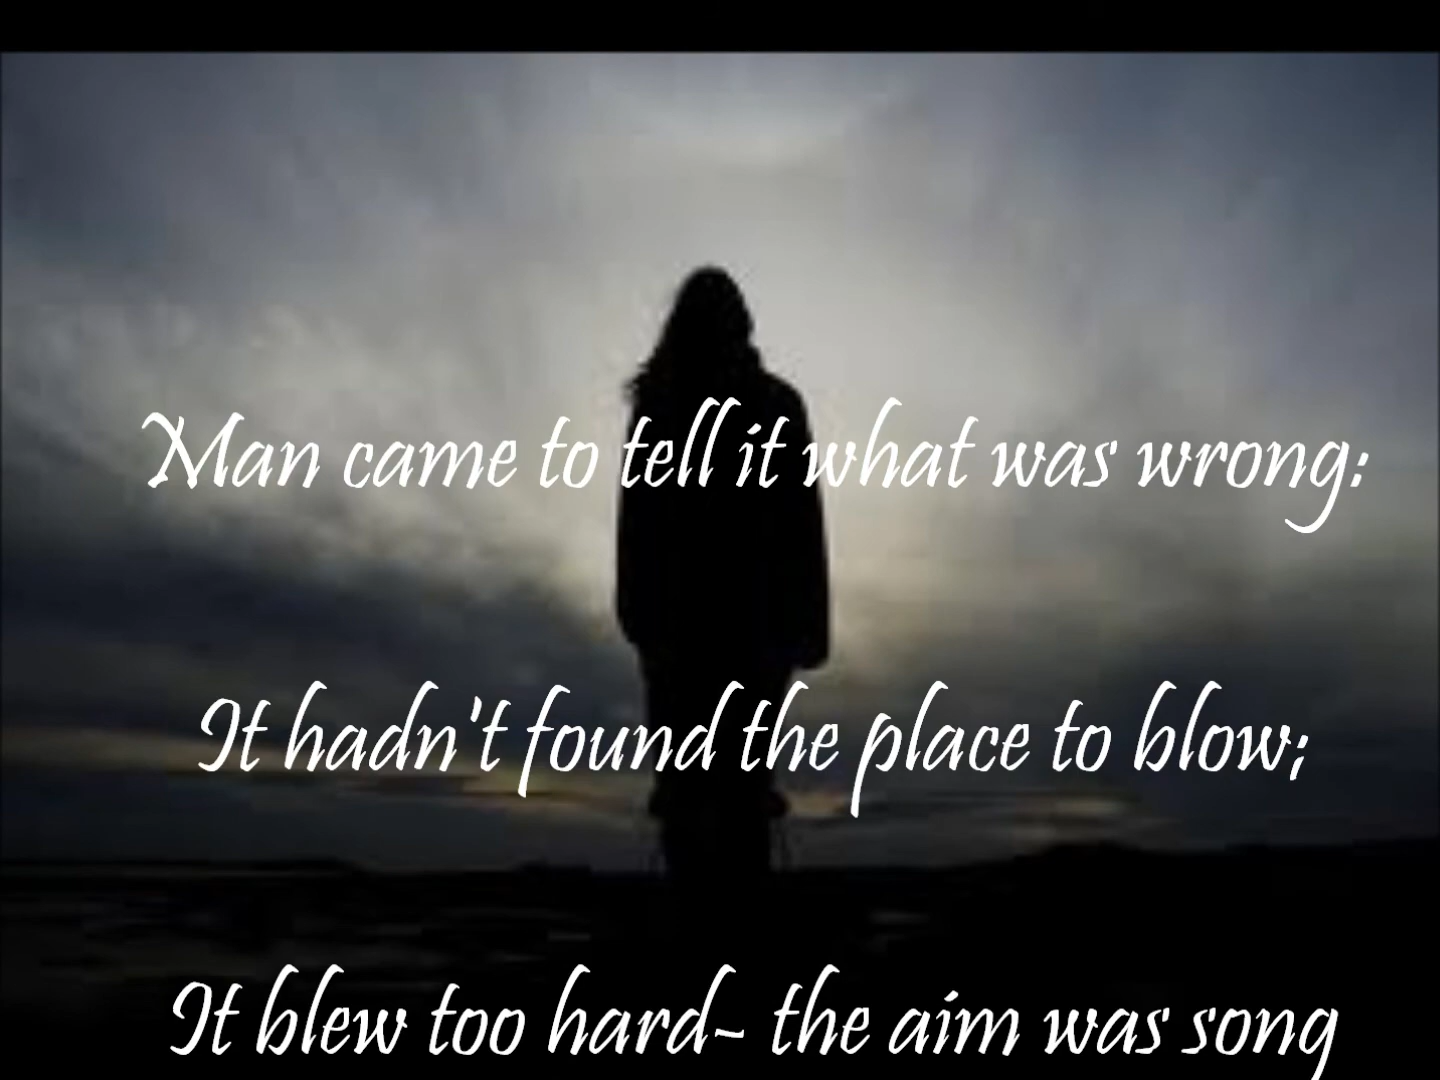 Man came to tell it what was wrong:
It hadn't found the place to blow;
It blew too hard- the aim was song